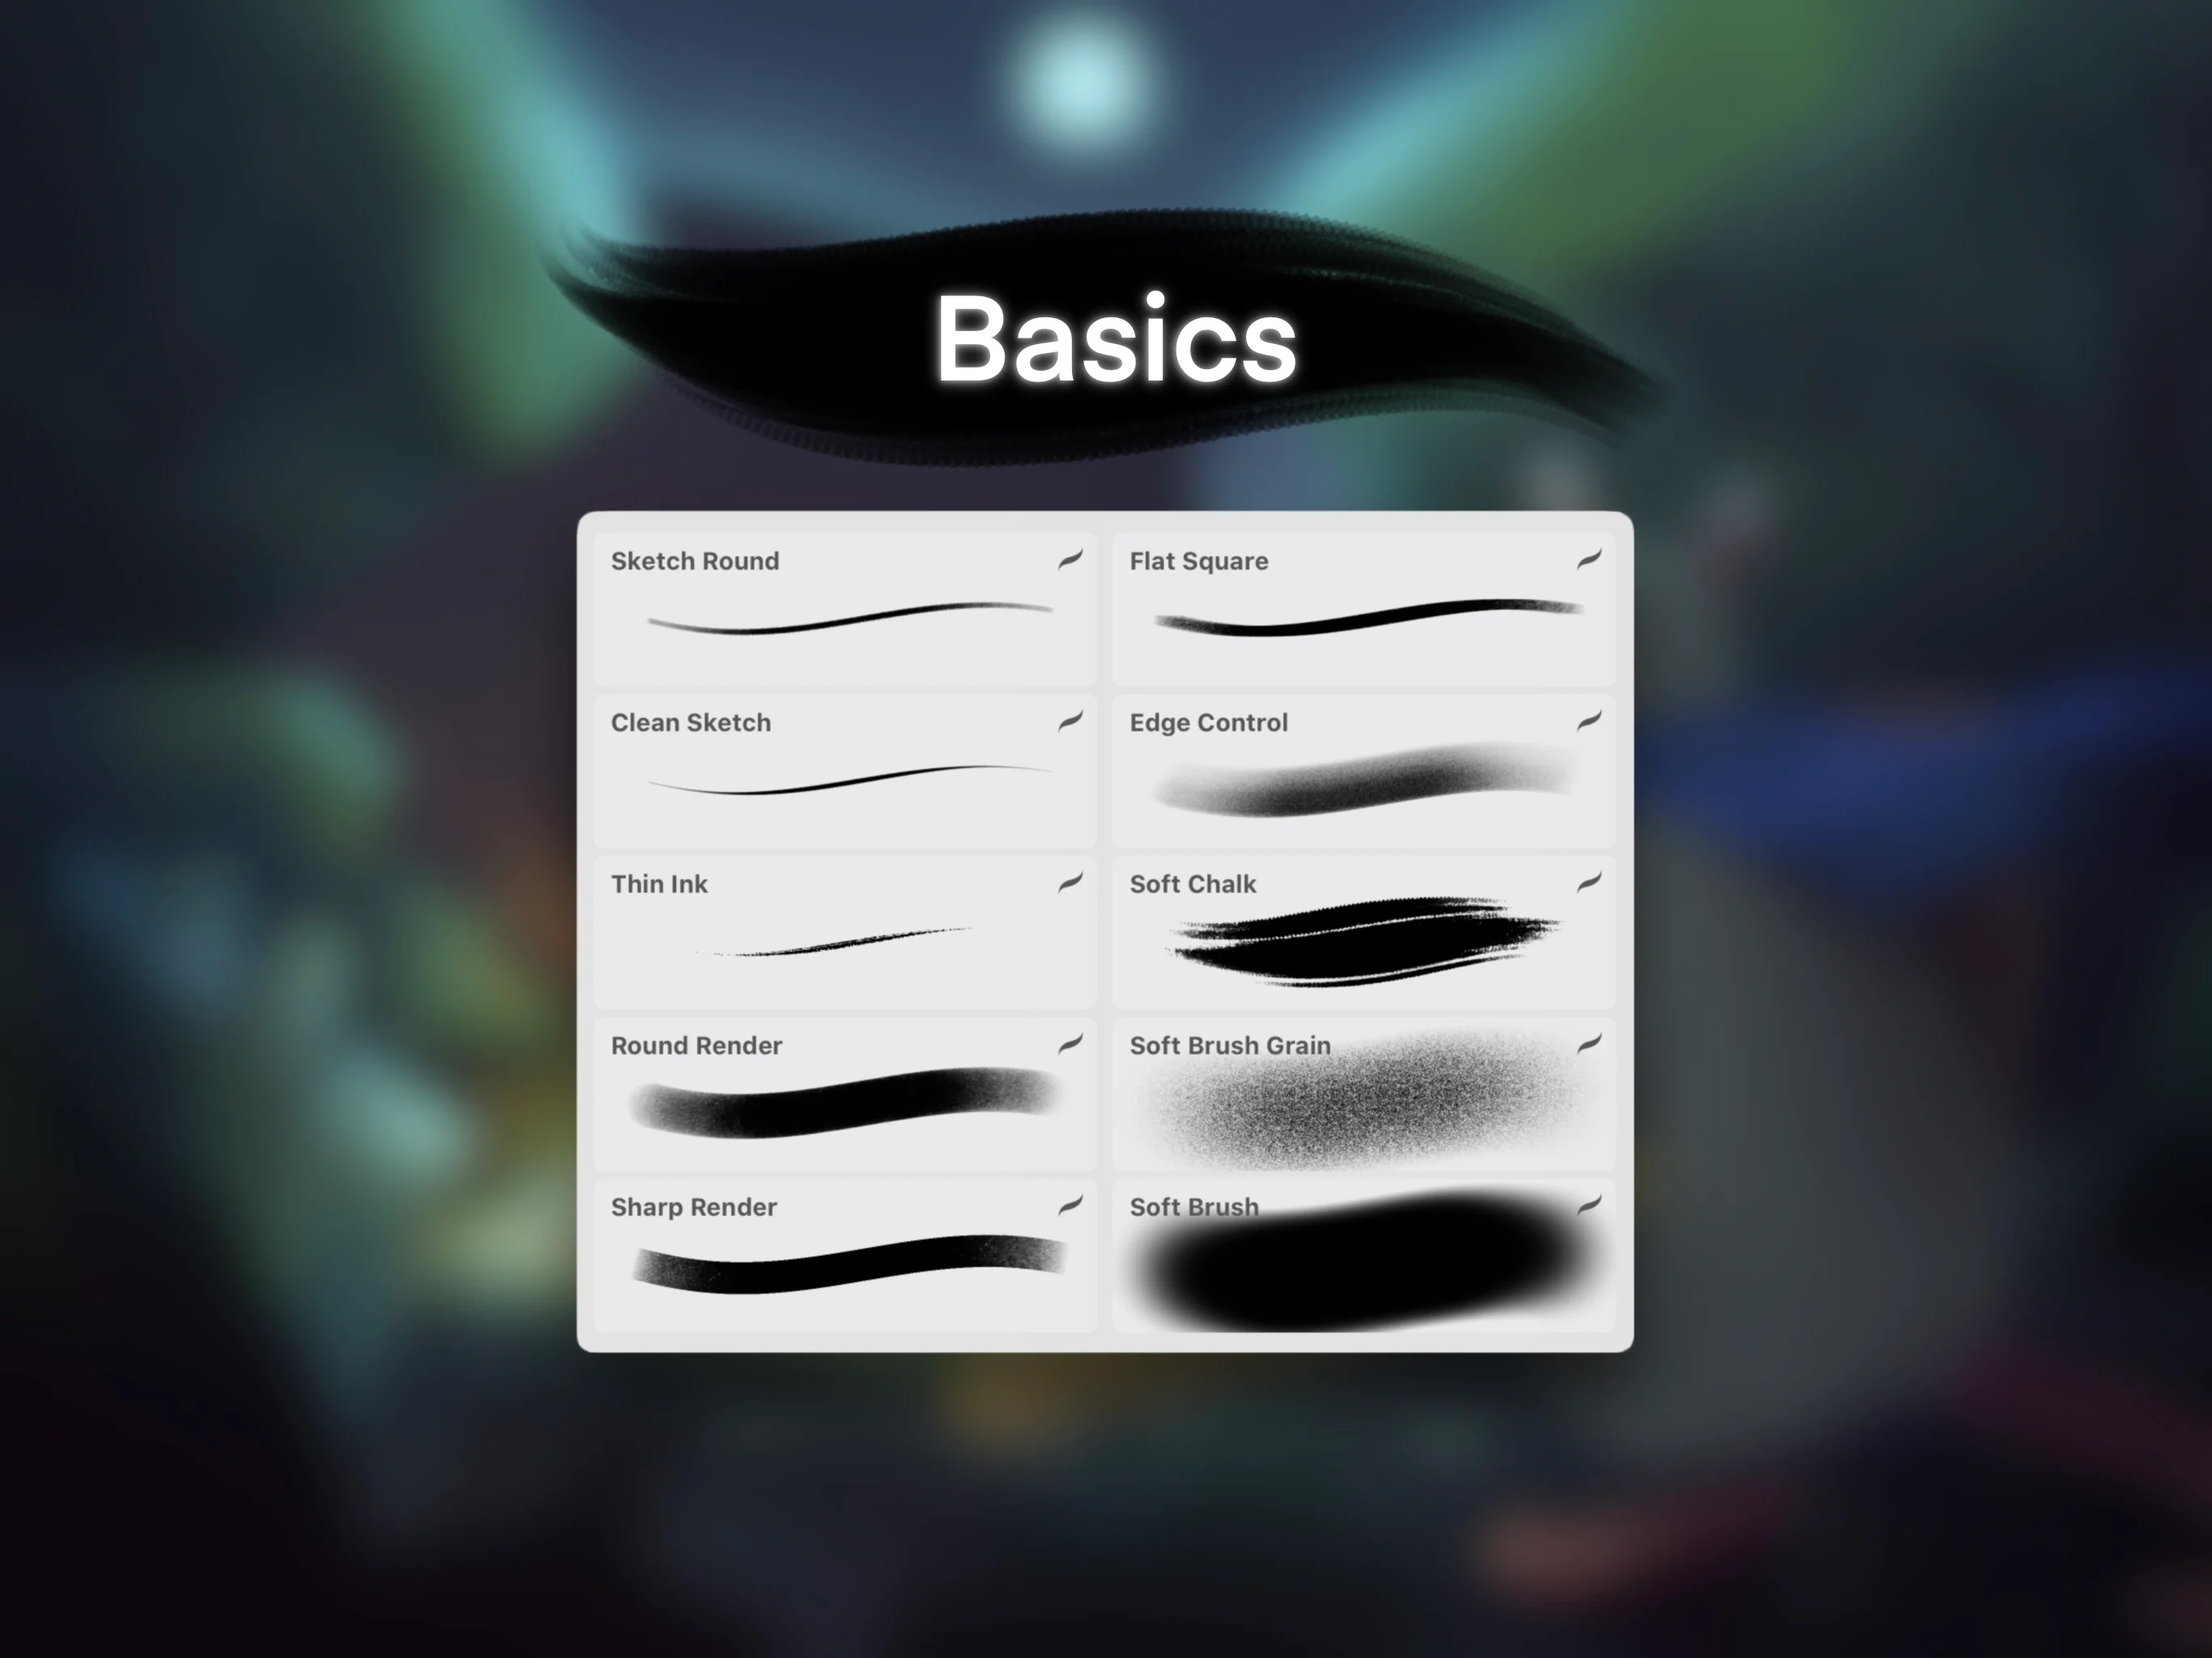 Basics
Sketch Round
Flat Square
Clean Sketch
Edge Control
Thin Ink
Soft Chalk
Round Render
Soft Brush Grain
Sharp Render
Soft Brush